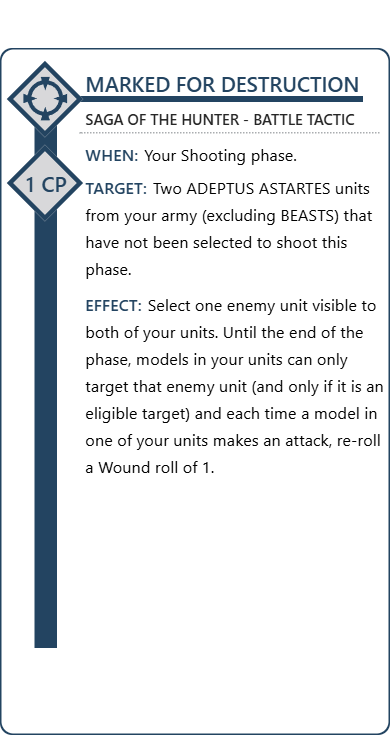 MARKED FOR DESTRUCTION
SAGA OF THE HUNTER - BATTLE TACTIC
WHEN: Your Shooting phase.
1 CP
TARGET: Two ADEPTUS ASTARTES units
from your army (excluding BEASTS) that
have not been selected to shoot this
phase.
EFFECT: Select one enemy unit visible to
both of your units. Until the end of the
phase, models in your units can only
target that enemy unit (and only if it is an
eligible target) and each time a model in
one of your units makes an attack, re-roll
a Wound roll of 1.